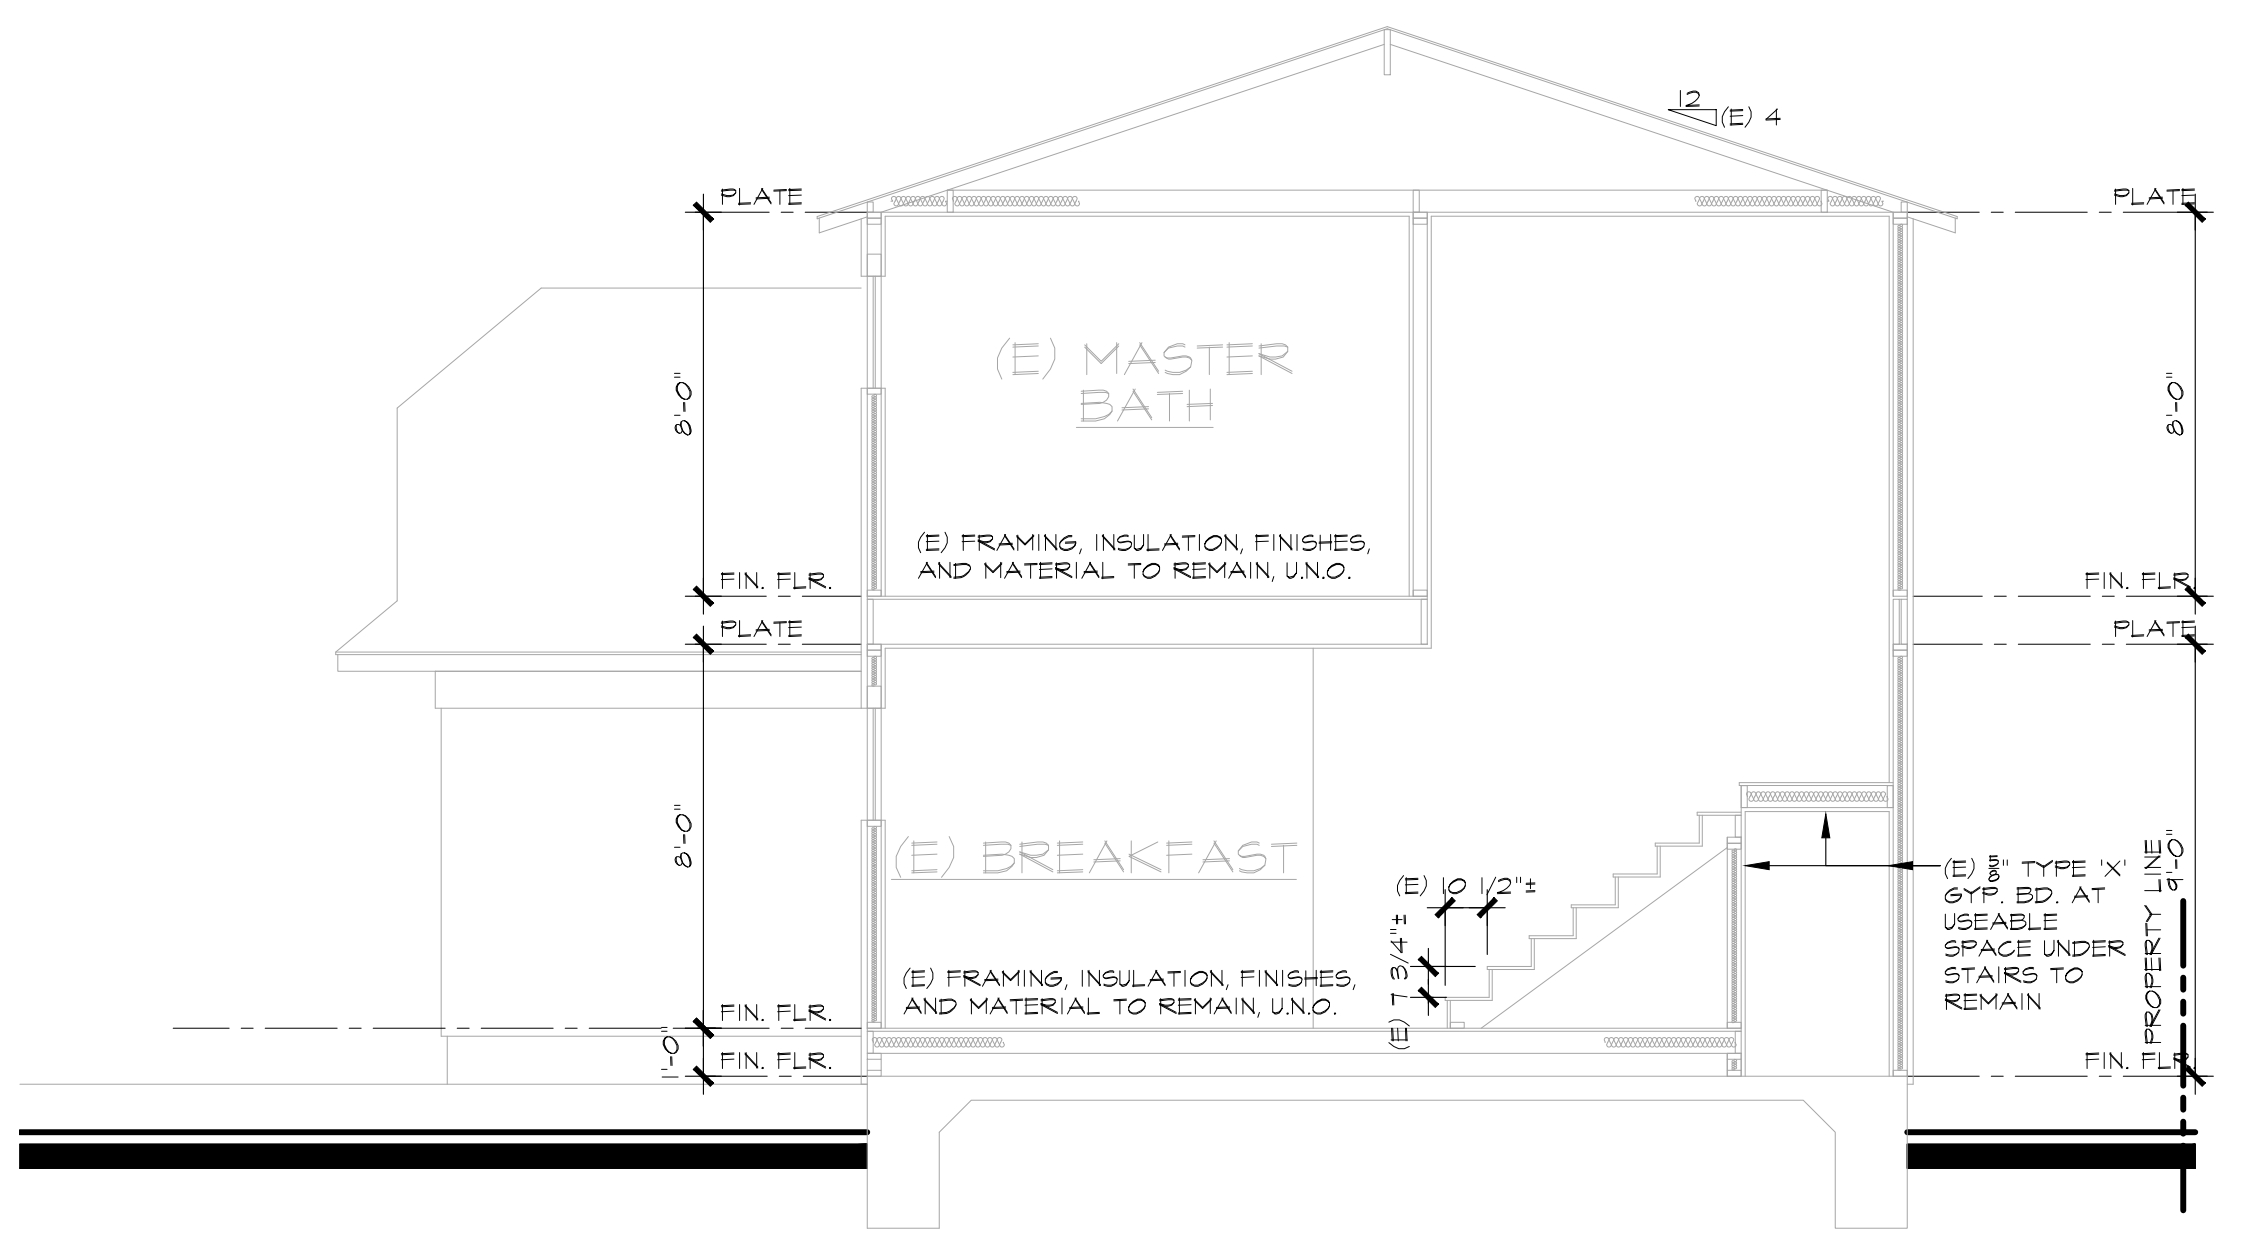 12
(E) 4
PLATE
PLATE
8'-0"
8'-0"
(E) MASTER
BATH
(E) FRAMING, INSULATION, FINISHES,
AND MATERIAL TO REMAIN, U.N.O.
FIN. FLR.
FIN. FLR.
PLATE
PLATE
8'-0"
9'-0"
(E) BREAKFAST
(E) 10 1/2"±
(E) 7 3/4"±
(E) 5/8" TYPE 'X'
GYP. BD. AT
USEABLE
SPACE UNDER
STAIRS TO
REMAIN
PROPERTY LINE
(E) FRAMING, INSULATION, FINISHES,
AND MATERIAL TO REMAIN, U.N.O.
FIN. FLR.
1'-0"
FIN. FLR.
FIN. FLR.